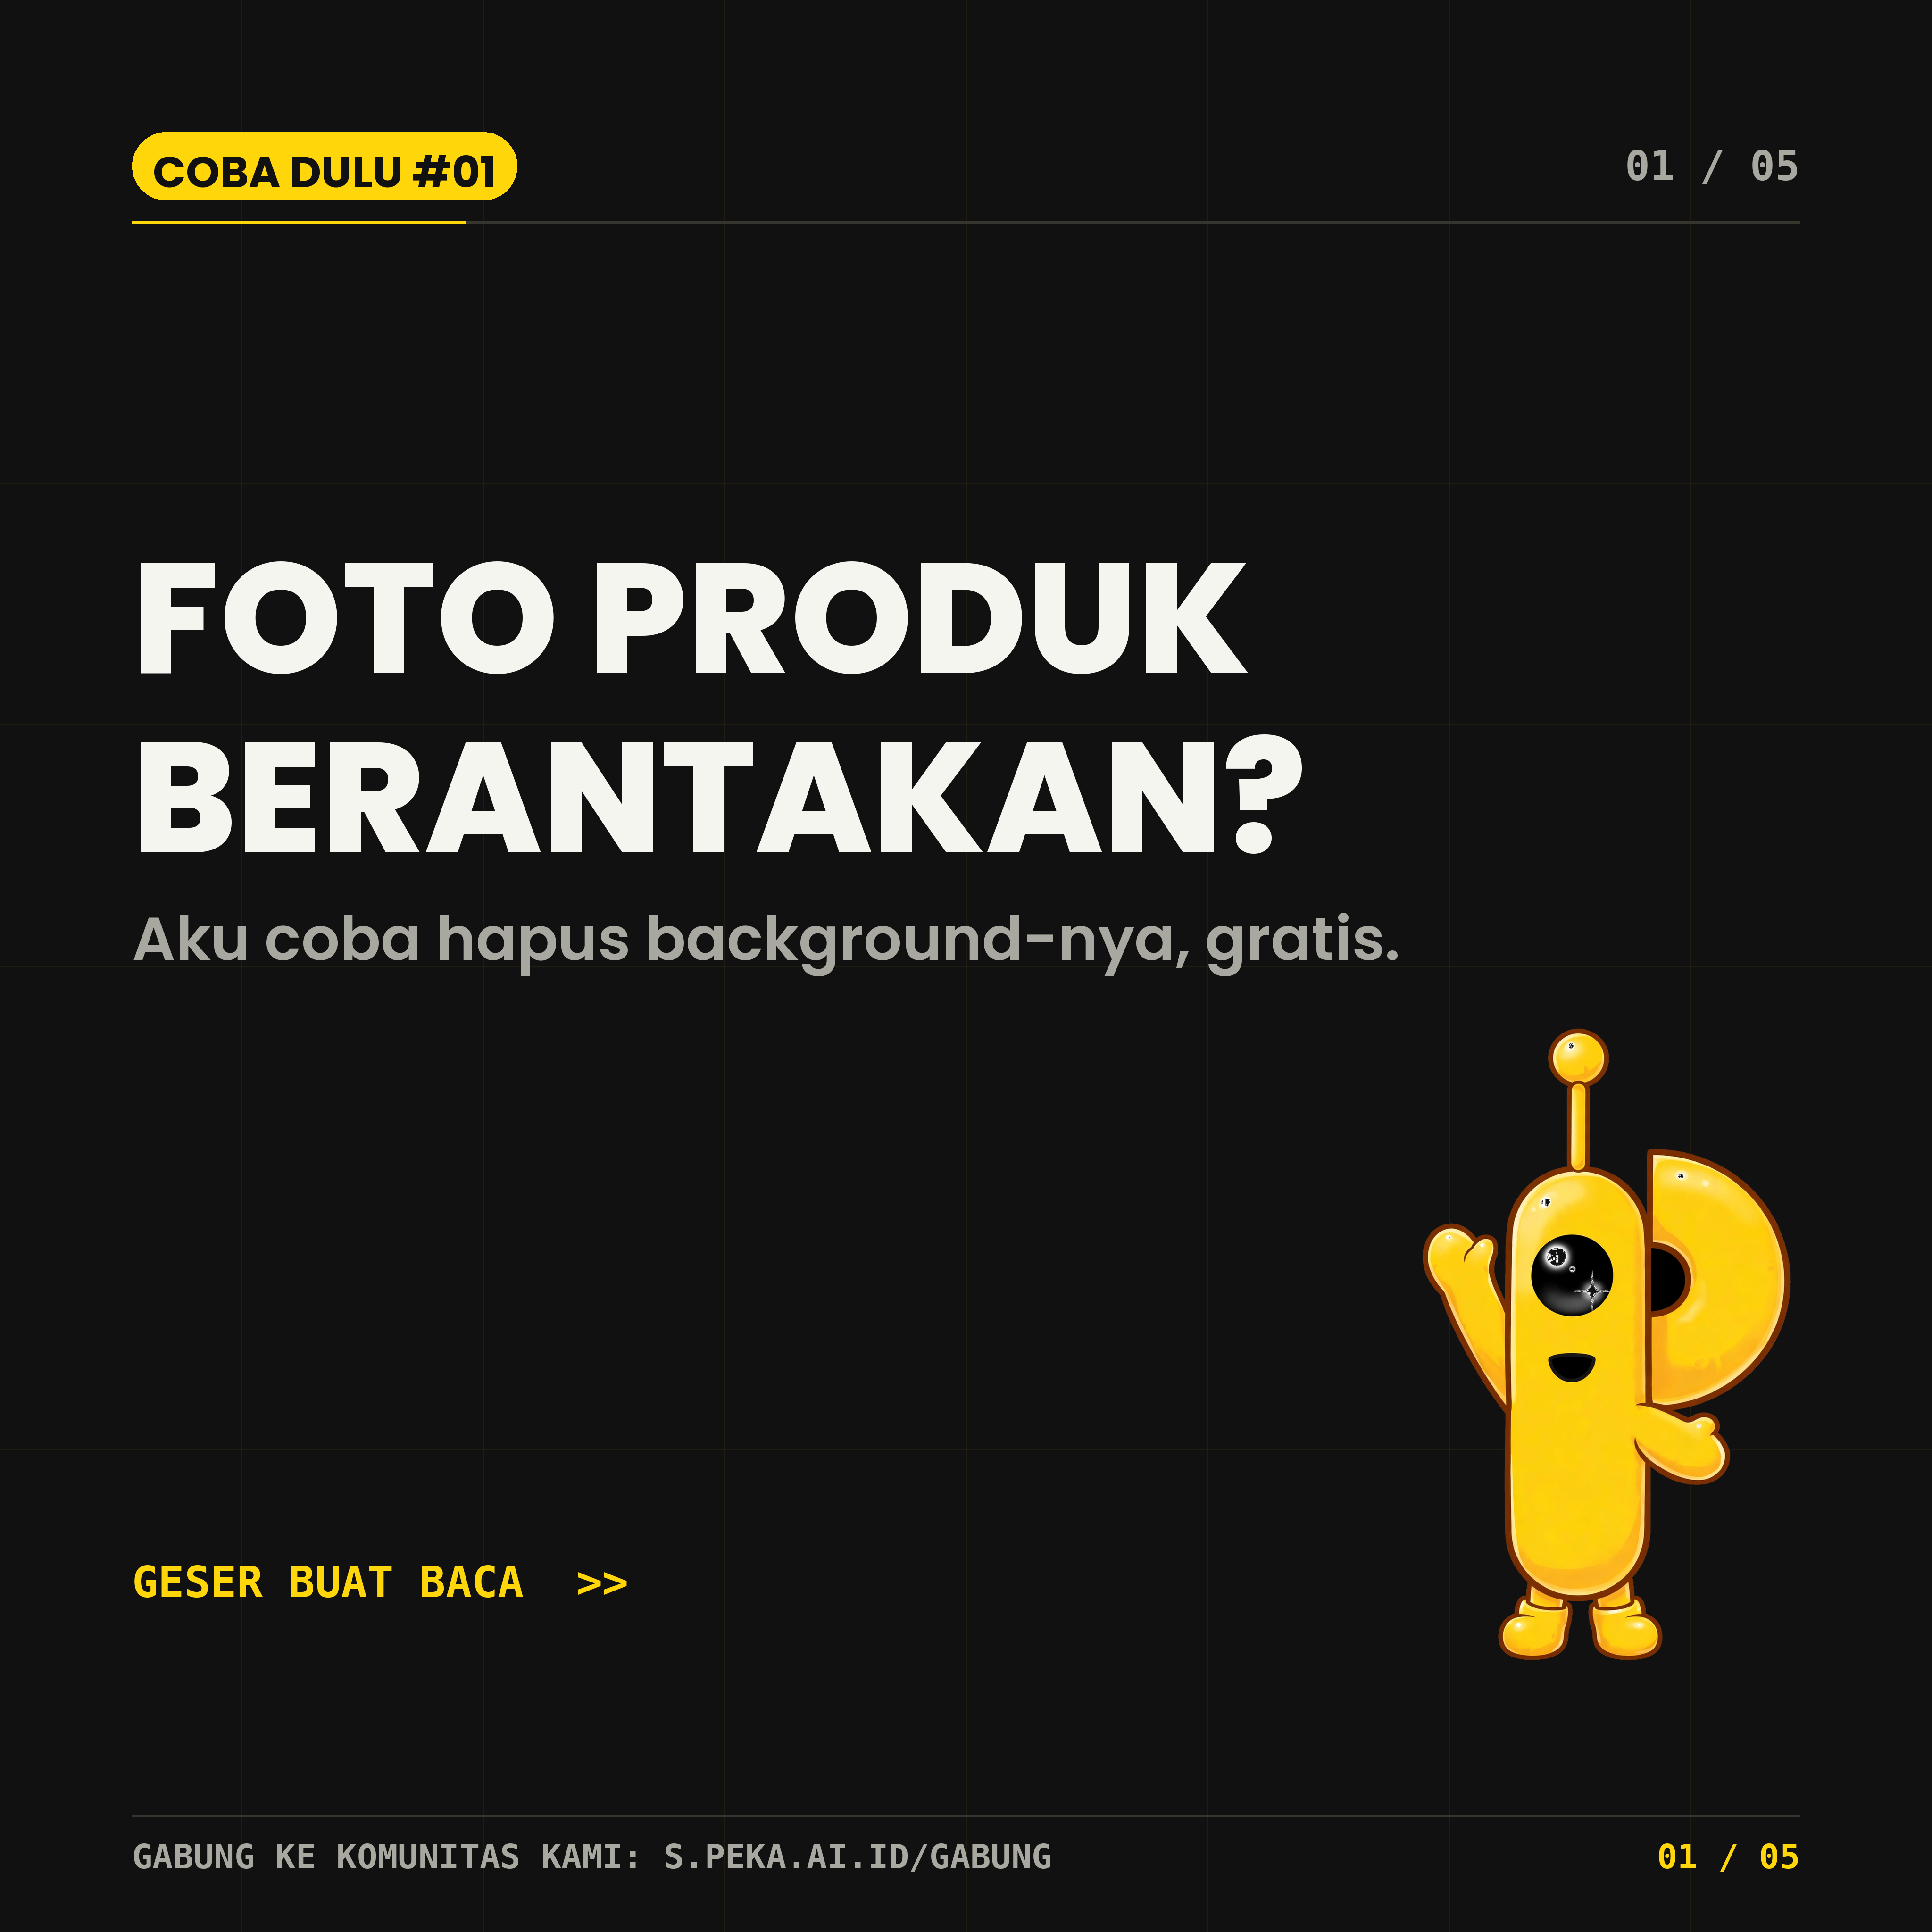 COBA DULU #01
01 / 05
FOTO PRODUK
BERANTAKAN?
Aku coba hapus background-nya, gratis.
GESER BUAT BACA >>
GABUNG KE KOMUNITAS KAMI: S.PEKA.AI.ID/GABUNG
01 / 05